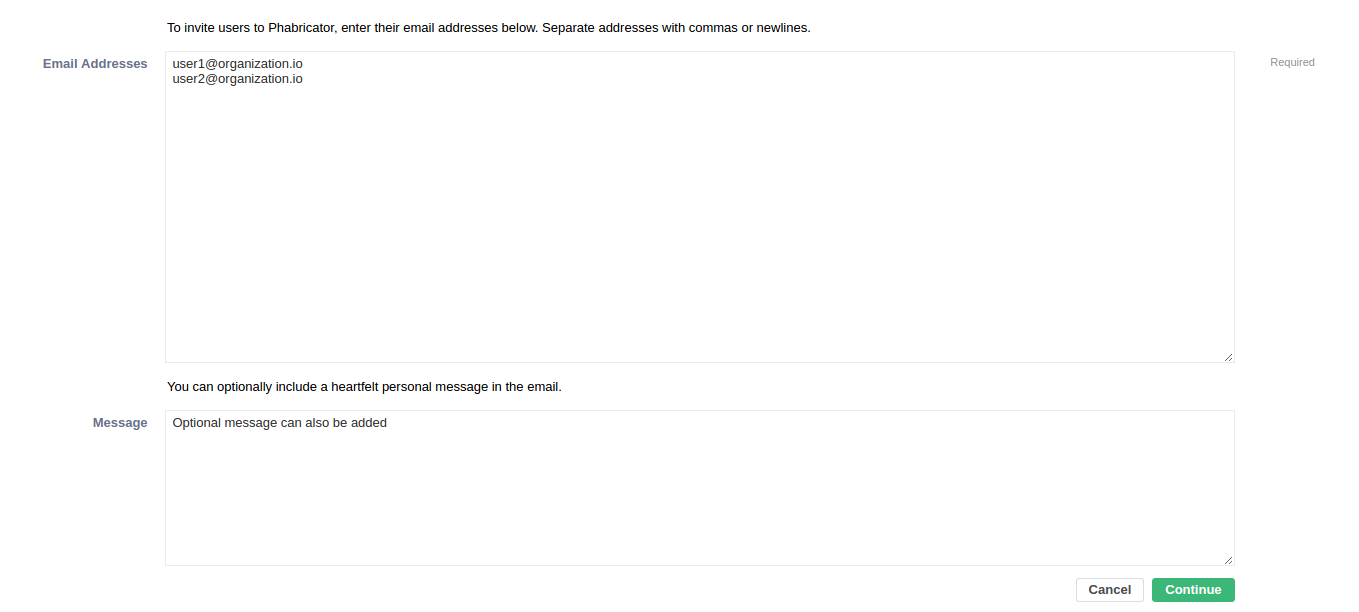 To invite users to Phabricator, enter their email addresses below. Separate addresses with commas or newlines.
Email Addresses
user1@organization.io
user2@organization.io
Required
You can optionally include a heartfelt personal message in the email.
Message
Optional message can also be added
Cancel
Continue